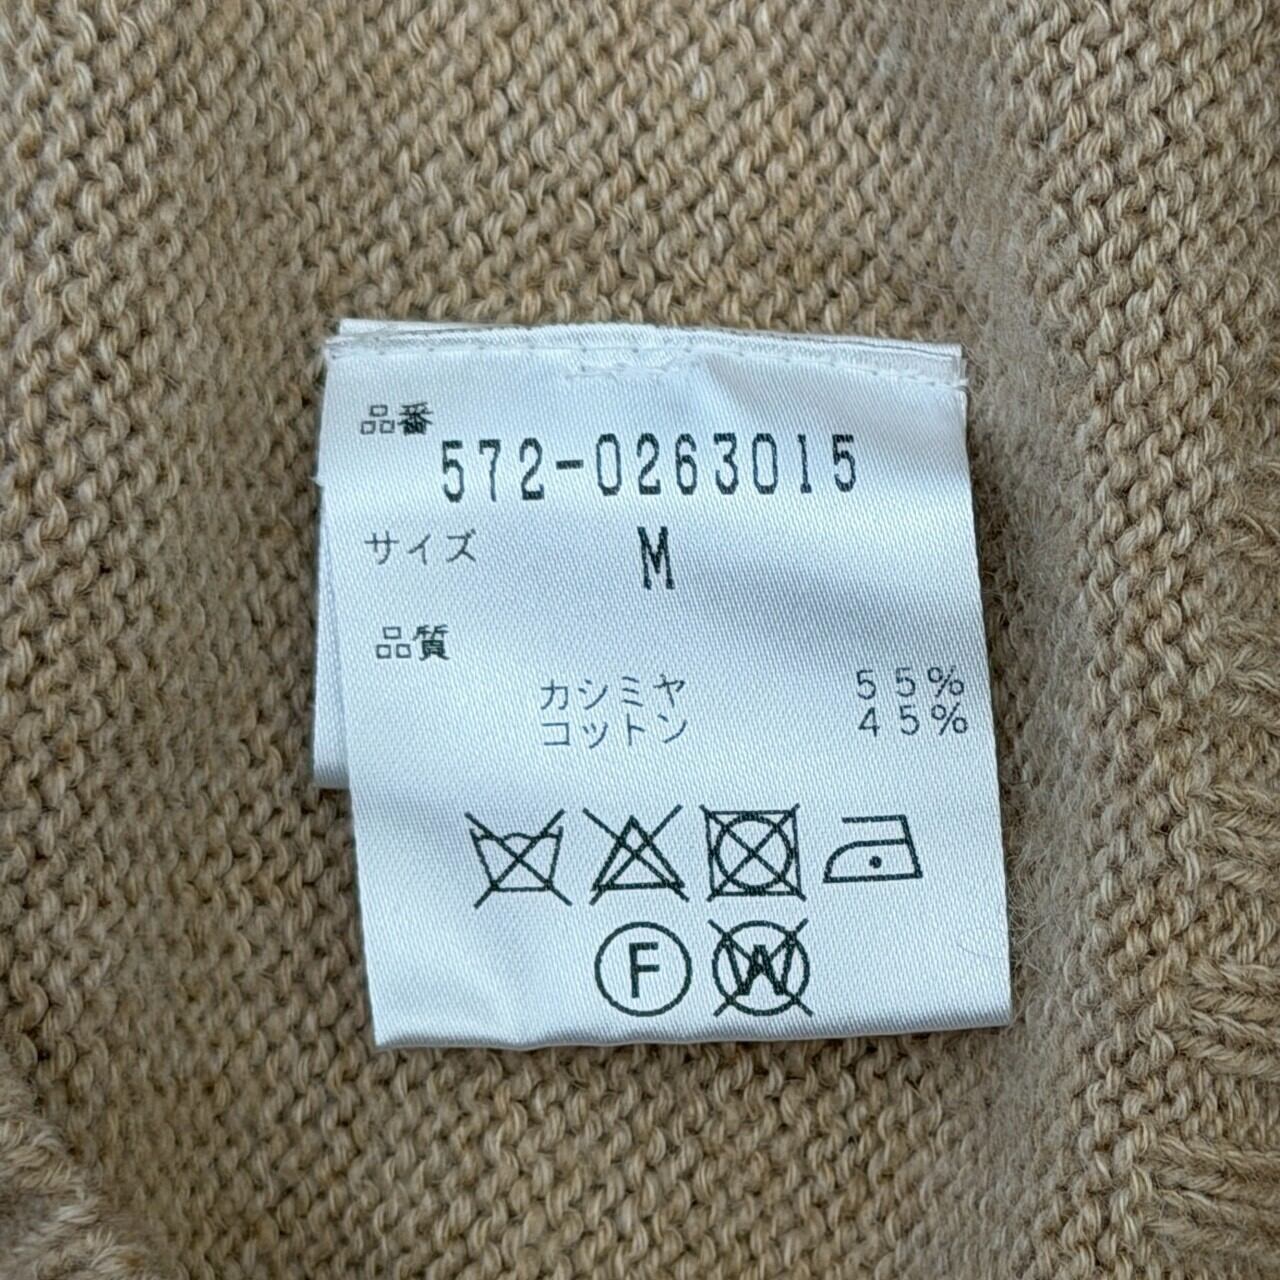 品番
572-0263015
サイズ M
品質
カシミヤ 55%
コットン 45%
F W